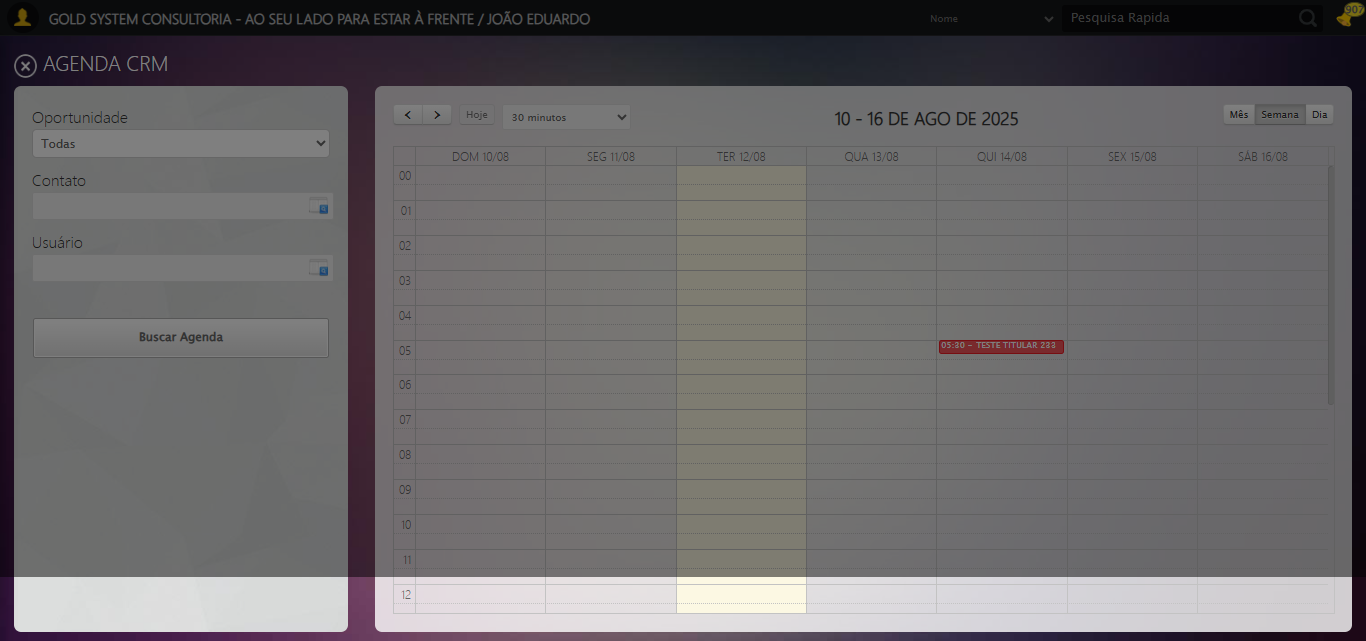 GOLD SYSTEM CONSULTORIA - AO SEU LADO PARA ESTAR À FRENTE / JOÃO EDUARDO
Nome
Pesquisa Rapida
907
AGENDA CRM
Oportunidade
Todas
Contato
Usuário
Buscar Agenda
Hoje
30 minutos
10 - 16 DE AGO DE 2025
Mês Semana Dia
DOM 10/08 SEG 11/08 TER 12/08 QUA 13/08 QUI 14/08 SEX 15/08 SÁB 16/08
00
01
02
03
04
05
05:30 - TESTE TITULAR 233
06
07
08
09
10
11
12